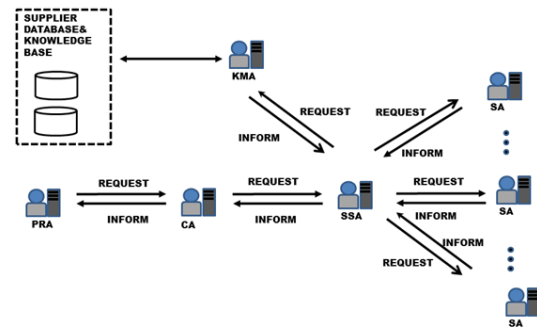 SUPPLIER
DATABASE&
KNOWLEDGE
BASE
KMA
REQUEST
INFORM
REQUEST
INFORM
SA
REQUEST
INFORM
PRA
CA
REQUEST
INFORM
SSA
REQUEST
INFORM
SA
INFORM
REQUEST
SA